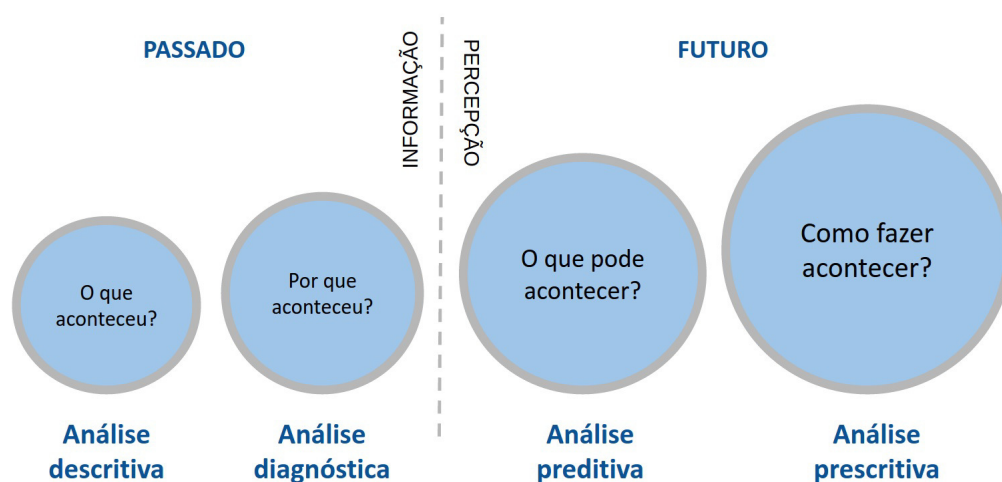 PASSADO
INFORMAÇÃO
PERCEPÇÃO
FUTURO
O que
aconteceu?
Por que
aconteceu?
O que pode
acontecer?
Como fazer
acontecer?
Análise
descritiva
Análise
diagnóstica
Análise
preditiva
Análise
prescritiva